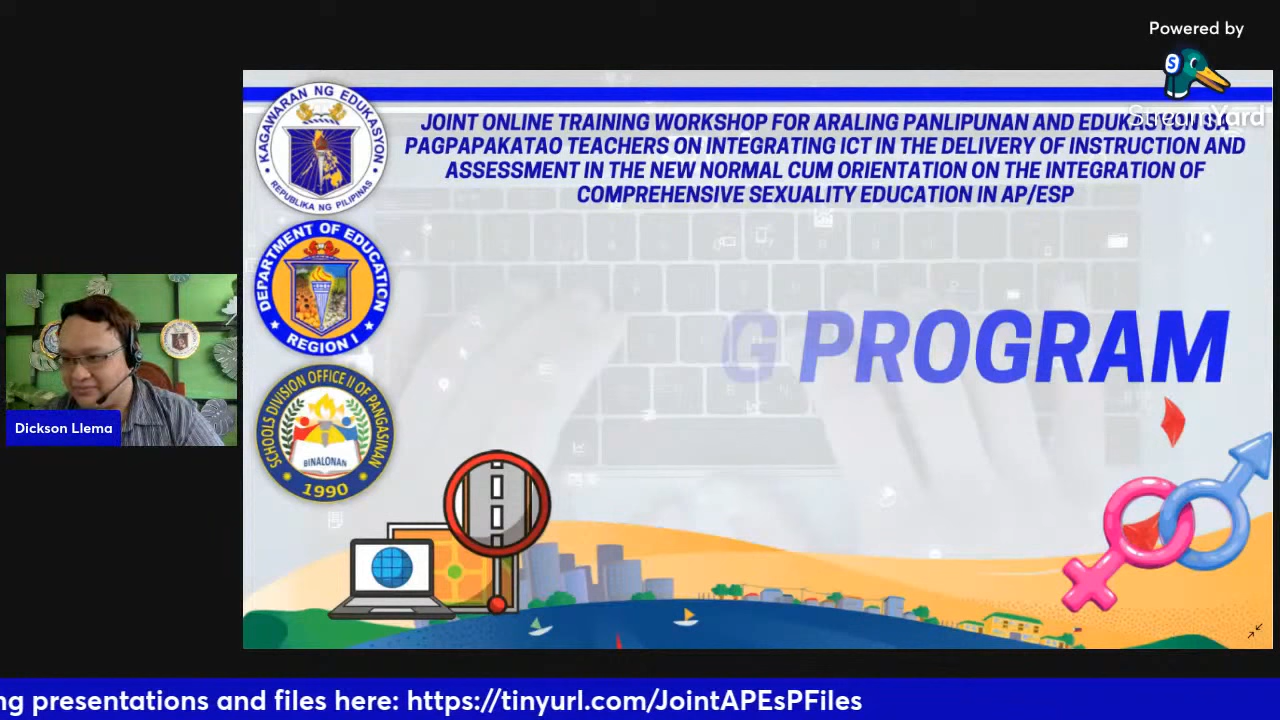 Powered by
StreamYard
JOINT ONLINE TRAINING WORKSHOP FOR ARALING PANLIPUNAN AND EDUKASYON SA
PAGPAPAKATAO TEACHERS ON INTEGRATING ICT IN THE DELIVERY OF INSTRUCTION AND
ASSESSMENT IN THE NEW NORMAL CUM ORIENTATION ON THE INTEGRATION OF
COMPREHENSIVE SEXUALITY EDUCATION IN AP/ESP
KAGAWARAN NG EDUKASYON
REPUBLIKA NG PILIPINAS
DEPARTMENT OF EDUCATION
REGION I
SCHOOLS DIVISION OFFICE II OF PANGASINAN
BINALONAN
1990
G PROGRAM
Dickson Llema
ng presentations and files here: https://tinyurl.com/JointAPEsPFiles